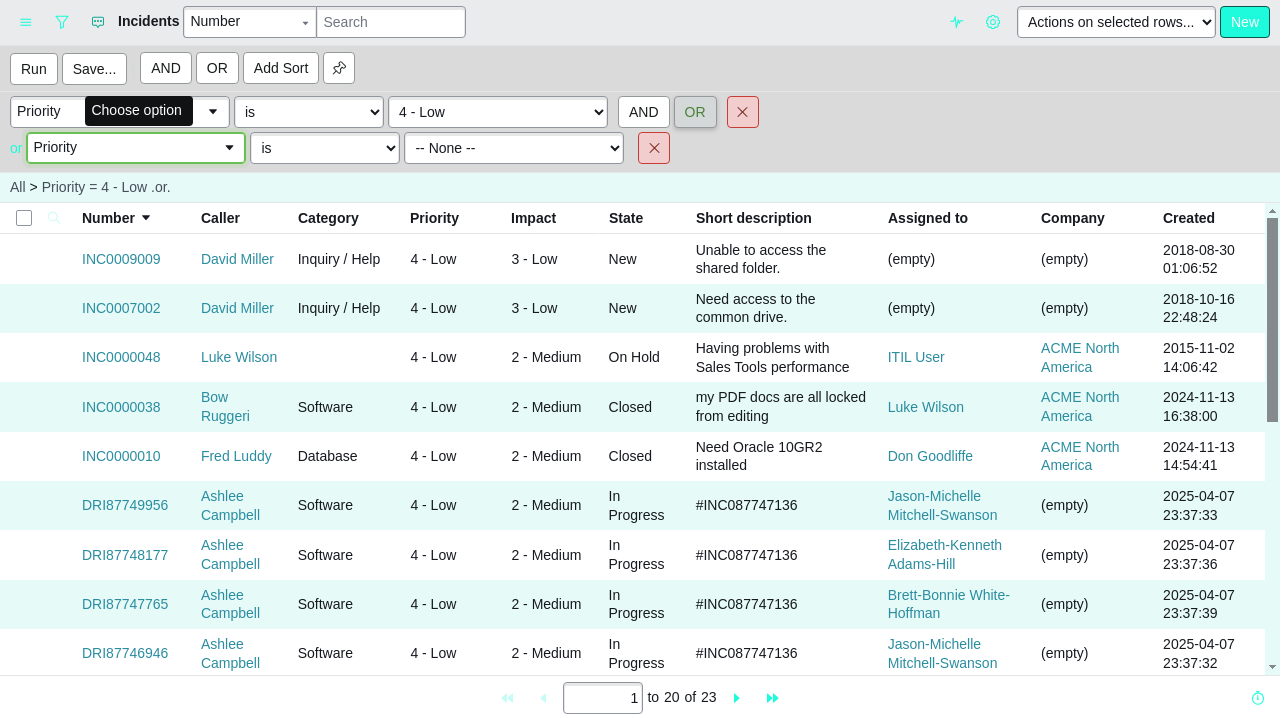 Incidents Number Search Actions on selected rows... New
Run Save... AND OR Add Sort
Priority Choose option is 4 - Low AND OR
or Priority is -- None --
All > Priority = 4 - Low .or.
Number Caller Category Priority Impact State Short description Assigned to Company Created
INC0009009 David Miller Inquiry / Help 4 - Low 3 - Low New Unable to access the shared folder. (empty) (empty) 2018-08-30 01:06:52
INC0007002 David Miller Inquiry / Help 4 - Low 3 - Low New Need access to the common drive. (empty) (empty) 2018-10-16 22:48:24
INC0000048 Luke Wilson 4 - Low 2 - Medium On Hold Having problems with Sales Tools performance ITIL User ACME North America 2015-11-02 14:06:42
INC0000038 Bow Ruggeri Software 4 - Low 2 - Medium Closed my PDF docs are all locked from editing Luke Wilson ACME North America 2024-11-13 16:38:00
INC0000010 Fred Luddy Database 4 - Low 2 - Medium Closed Need Oracle 10GR2 installed Don Goodliffe ACME North America 2024-11-13 14:54:41
DRI87749956 Ashlee Campbell Software 4 - Low 2 - Medium In Progress #INC087747136 Jason-Michelle Mitchell-Swanson (empty) 2025-04-07 23:37:33
DRI87748177 Ashlee Campbell Software 4 - Low 2 - Medium In Progress #INC087747136 Elizabeth-Kenneth Adams-Hill (empty) 2025-04-07 23:37:36
DRI87747765 Ashlee Campbell Software 4 - Low 2 - Medium In Progress #INC087747136 Brett-Bonnie White-Hoffman (empty) 2025-04-07 23:37:39
DRI87746946 Ashlee Campbell Software 4 - Low 2 - Medium In Progress #INC087747136 Jason-Michelle Mitchell-Swanson (empty) 2025-04-07 23:37:32
1 to 20 of 23